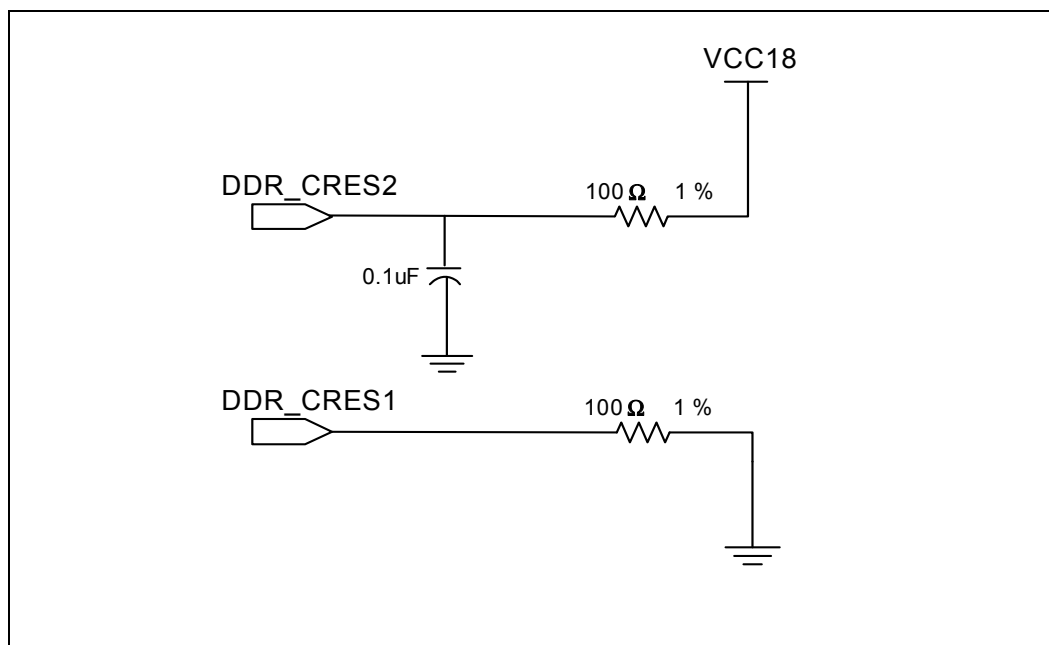 VCC18
DDR_CRES2
100Ω 1 %
0.1uF
DDR_CRES1
100Ω 1 %